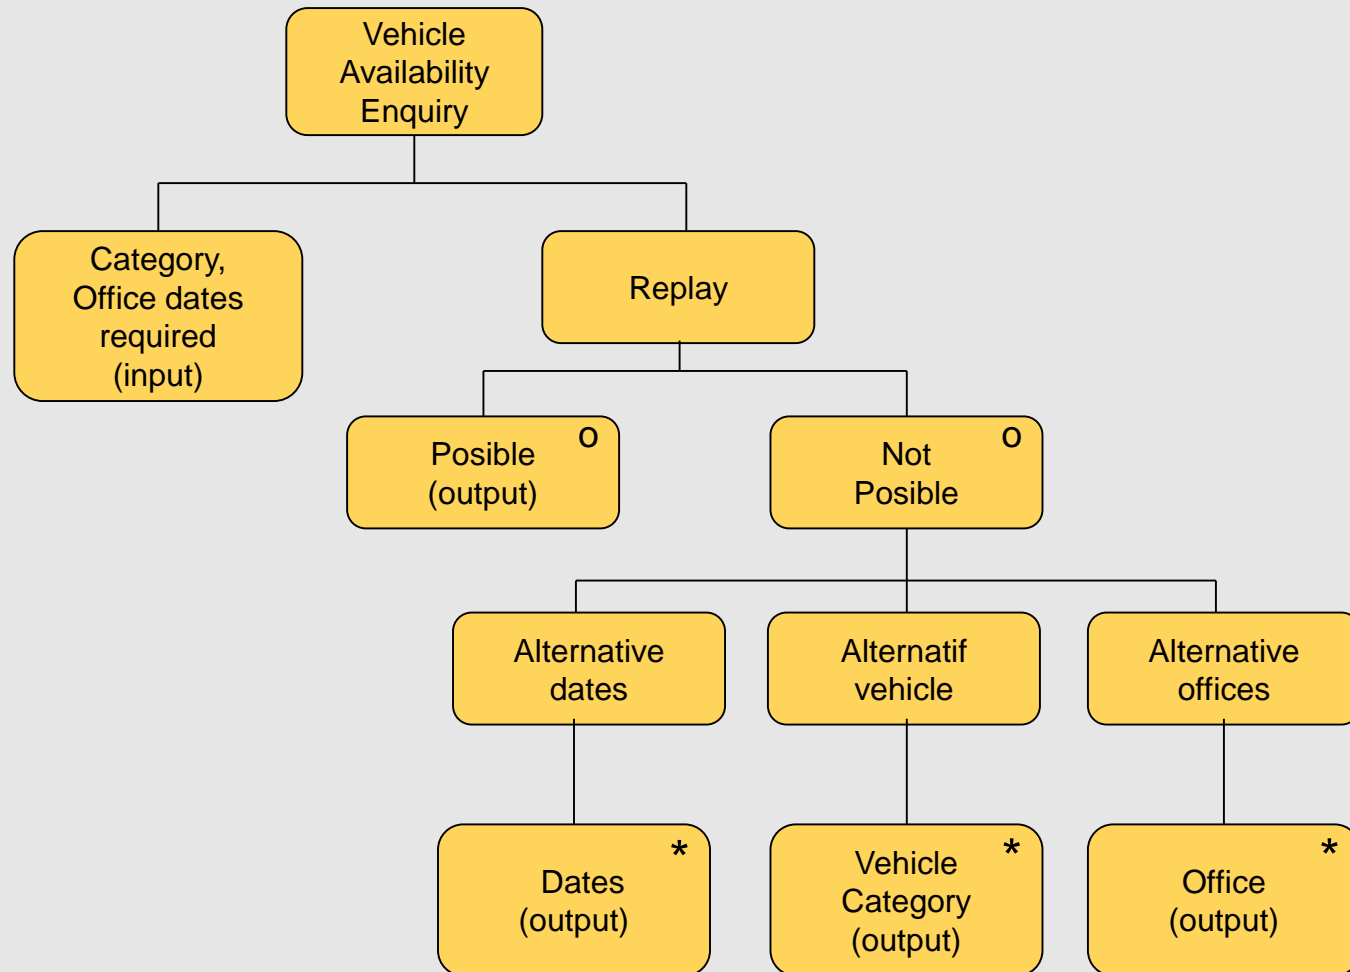 Vehicle
Availability
Enquiry
Category,
Office dates
required
(input)
Replay
Posible
(output)
o
Not
Posible
o
Alternative
dates
Alternatif
vehicle
Alternative
offices
Dates
(output)
*
Vehicle
Category
(output)
*
Office
(output)
*